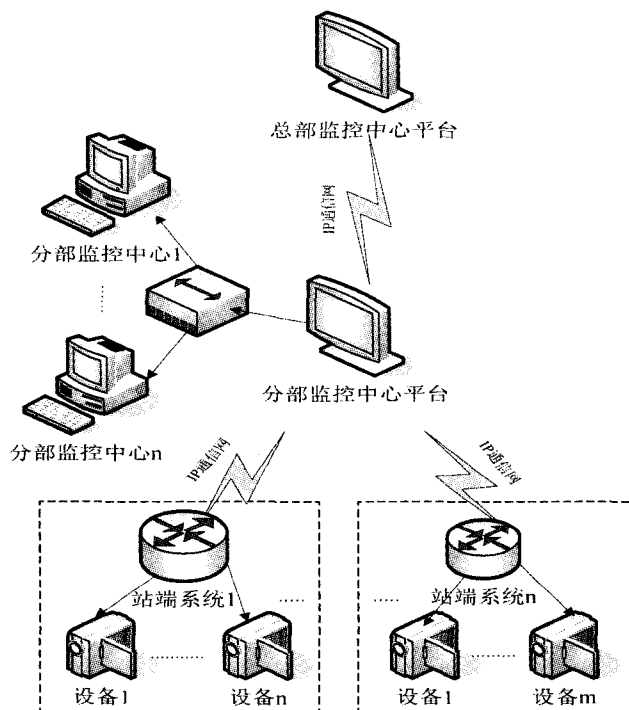 总部监控中心平台
IP通信网
分部监控中心1
分部监控中心平台
分部监控中心n
IP通信网
IP通信网
站端系统1
站端系统n
设备1
设备n
设备1
设备m